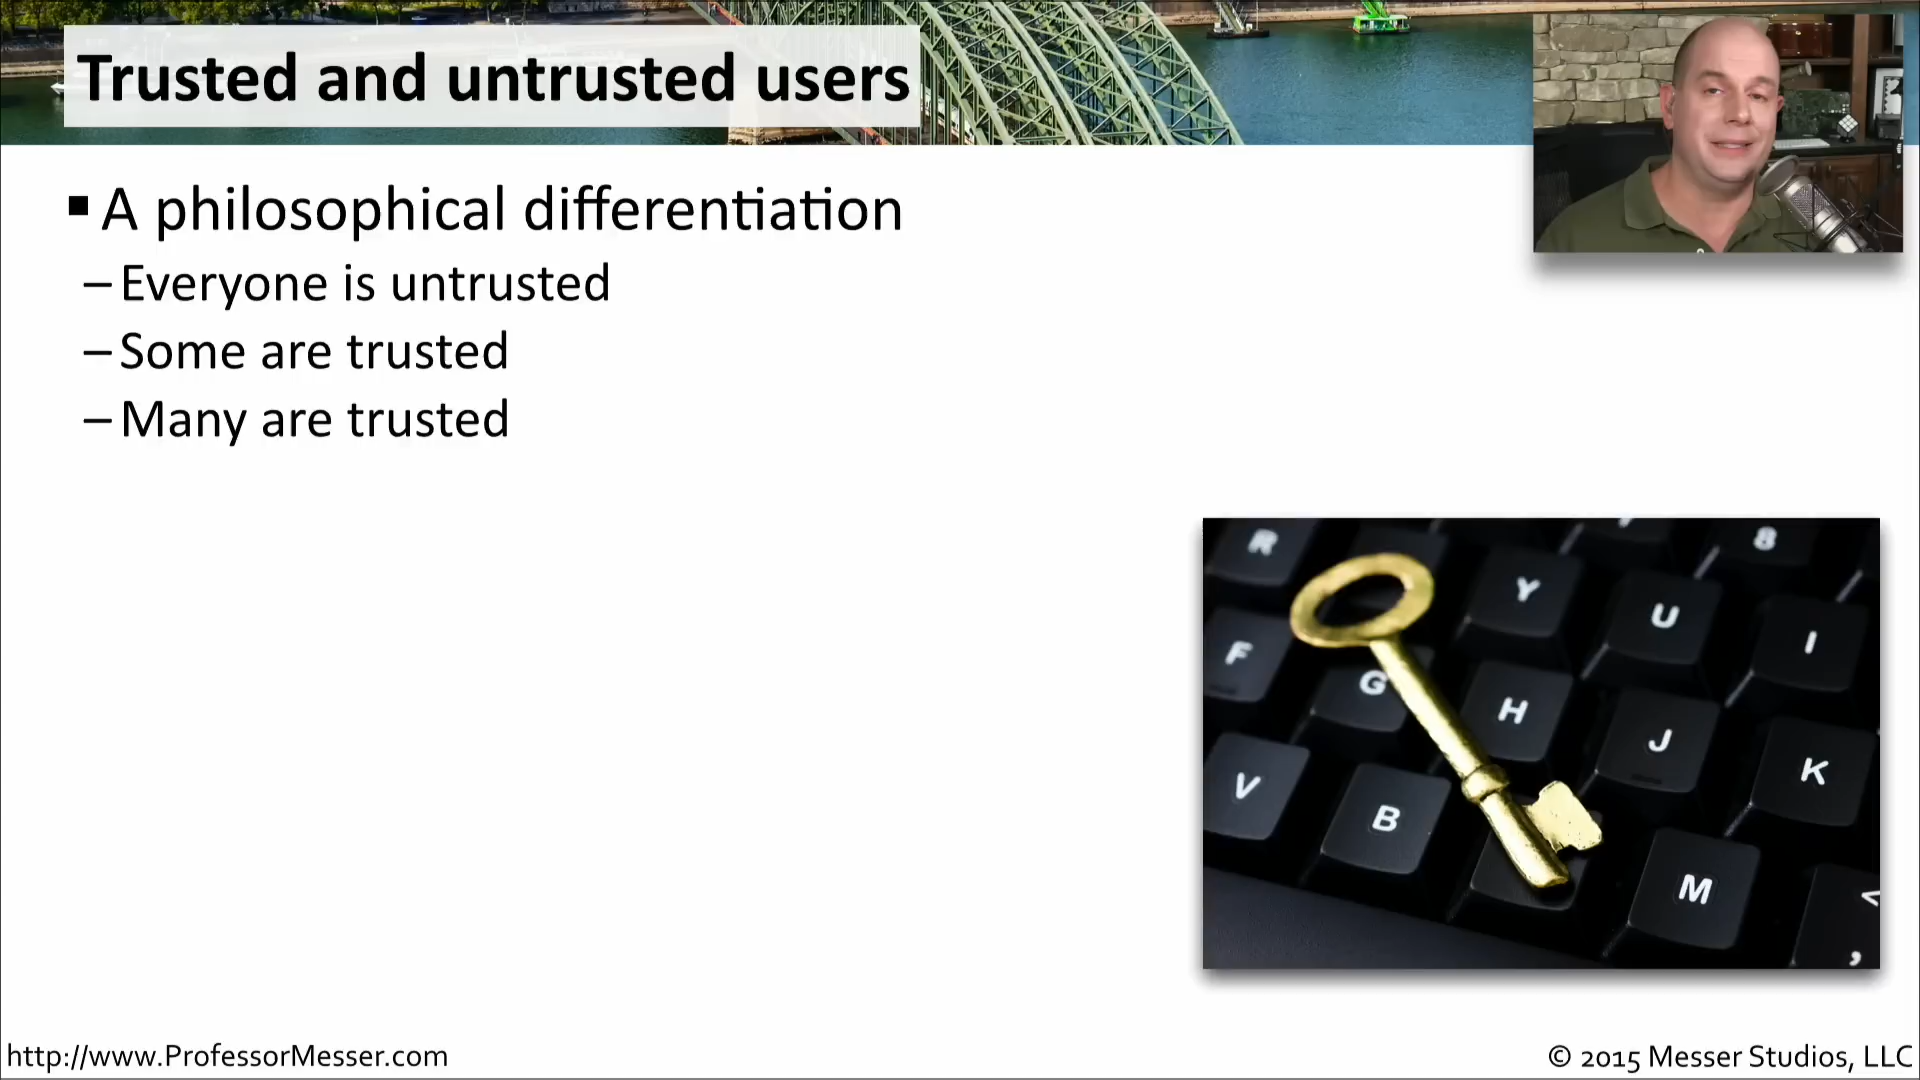 Trusted and untrusted users
▪ A philosophical differentiation
– Everyone is untrusted
– Some are trusted
– Many are trusted
R 8
Y U I
F G H J K
V B M <
,
http://www.ProfessorMesser.com
© 2015 Messer Studios, LLC